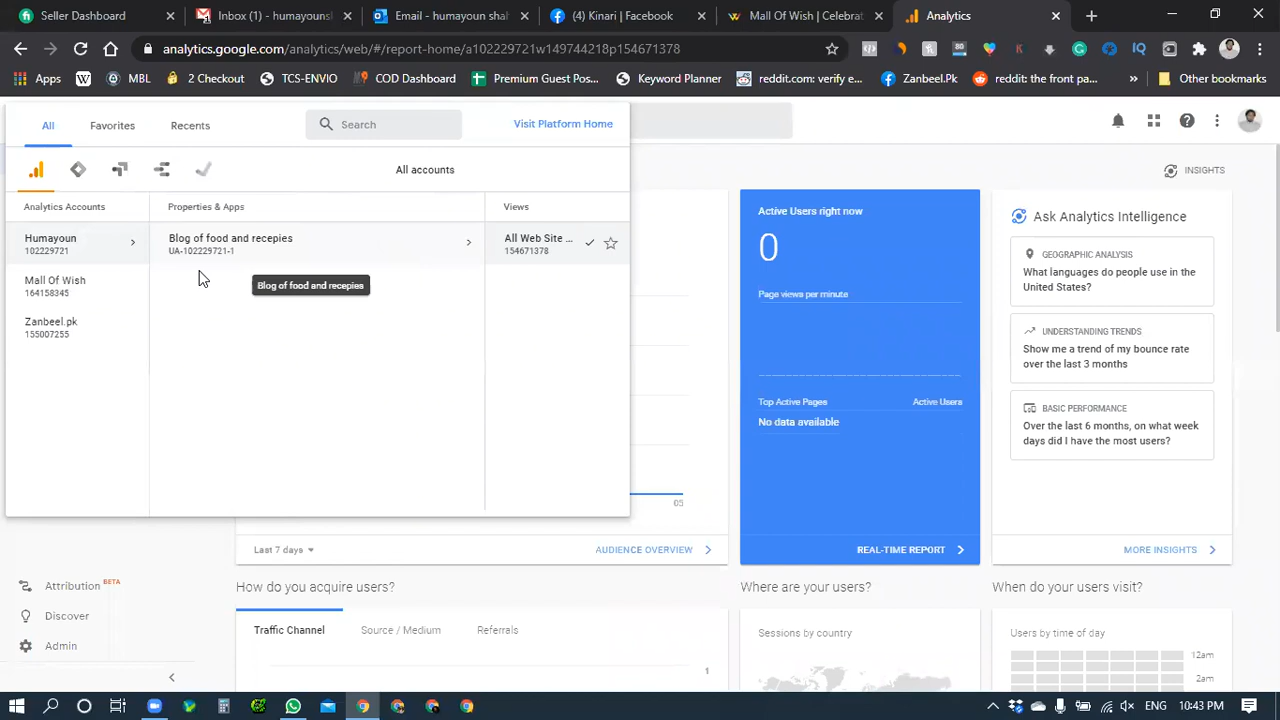 Seller Dashboard
Inbox (1) - humayounsh
Email - humayoun shah
(4) Kinari | Facebook
Mall Of Wish | Celebrat
Analytics
analytics.google.com/analytics/web/#/report-home/a102229721w149744218p154671378
80
K
IQ
Apps
MBL
2 Checkout
TCS-ENVIO
COD Dashboard
Premium Projects
Keyword Planner
reddit.com: verify e...
Zanbeel.Pk
reddit: the front pa...
»
Other bookmarks
All
Favorites
Recents
Search
Visit Platform Home
All accounts
Analytics Accounts
Properties & Apps
Views
Humayoun
102229721
Blog of food and recepies
UA-102229721-1
All Web Site ...
154671378
Mall Of Wish
164158345
Blog of food and recepies
Zanbeel.pk
155007255
INSIGHTS
Active Users right now
0
Page views per minute
Top Active Pages
Active Users
No data available
REAL-TIME REPORT
Ask Analytics Intelligence
GEOGRAPHIC ANALYSIS
What languages do people use in the
United States?
UNDERSTANDING TRENDS
Show me a trend of my bounce rate
over the last 3 months
BASIC PERFORMANCE
Over the last 6 months, on what week
days did I have the most users?
MORE INSIGHTS
05
Last 7 days
AUDIENCE OVERVIEW
Attribution BETA
Discover
Admin
How do you acquire users?
Where are your users?
When do your users visit?
Traffic Channel
Source / Medium
Referrals
Sessions by country
Users by time of day
1
12am
2am
10:43 PM